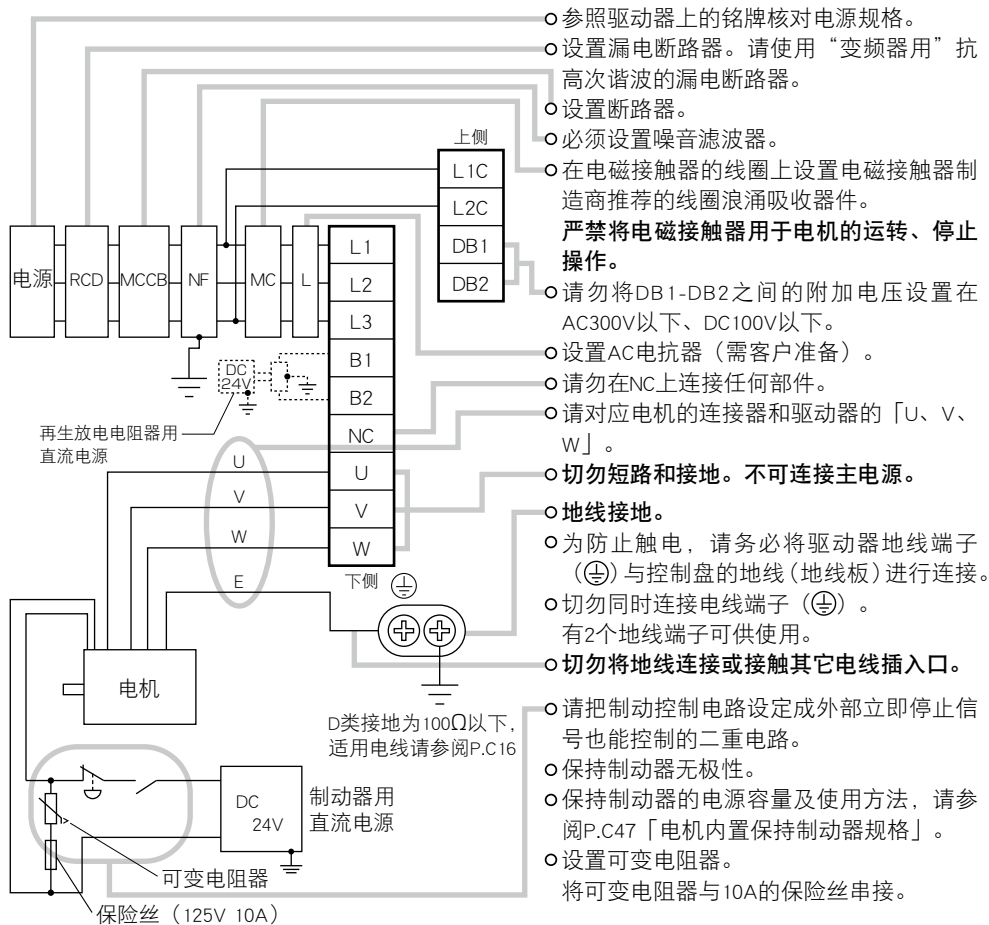 参照驱动器上的铭牌核对电源规格。
设置漏电断路器。请使用“变频器用”抗
高次谐波的漏电断路器。
设置断路器。
必须设置噪音滤波器。
在电磁接触器的线圈上设置电磁接触器制
造商推荐的线圈浪涌吸收器件。
严禁将电磁接触器用于电机的运转、停止
操作。
请勿将DB1-DB2之间的附加电压设置在
AC300V以下、DC100V以下。
设置AC电抗器（需客户准备）。
请勿在NC上连接任何部件。
请对应电机的连接器和驱动器的「U、V、
W」。
切勿短路和接地。不可连接主电源。
地线接地。
为防止触电，请务必将驱动器地线端子
（⏚）与控制盘的地线（地线板）进行连接。
切勿同时连接电线端子（⏚）。
有2个地线端子可供使用。
切勿将地线连接或接触其它电线插入口。
请把制动控制电路设定成外部立即停止信
号也能控制的二重电路。
保持制动器无极性。
保持制动器的电源容量及使用方法，请参
阅P.C47「电机内置保持制动器规格」。
设置可变电阻器。
将可变电阻器与10A的保险丝串接。
上侧
L1C
L2C
DB1
DB2
电源
RCD
MCCB
NF
MC
L
L1
L2
L3
B1
B2
NC
U
V
W
下侧
DC
24V
再生放电电阻器用
直流电源
U
V
W
E
电机
D类接地为100Ω以下，
适用电线请参阅P.C16
DC
24V
制动器用
直流电源
可变电阻器
保险丝（125V 10A）